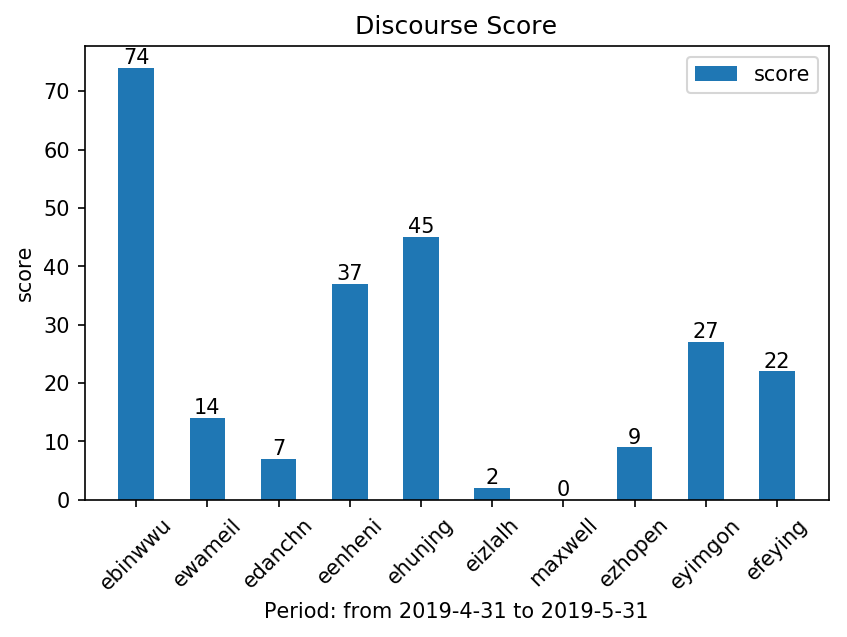 Discourse Score
score
score
70
60
50
40
30
20
10
0
74
14
7
37
45
2
0
9
27
22
ebinwwu
ewameil
edanchn
eenheni
ehunjng
eizlalh
maxwell
ezhopen
eyimgon
efeying
Period: from 2019-4-31 to 2019-5-31